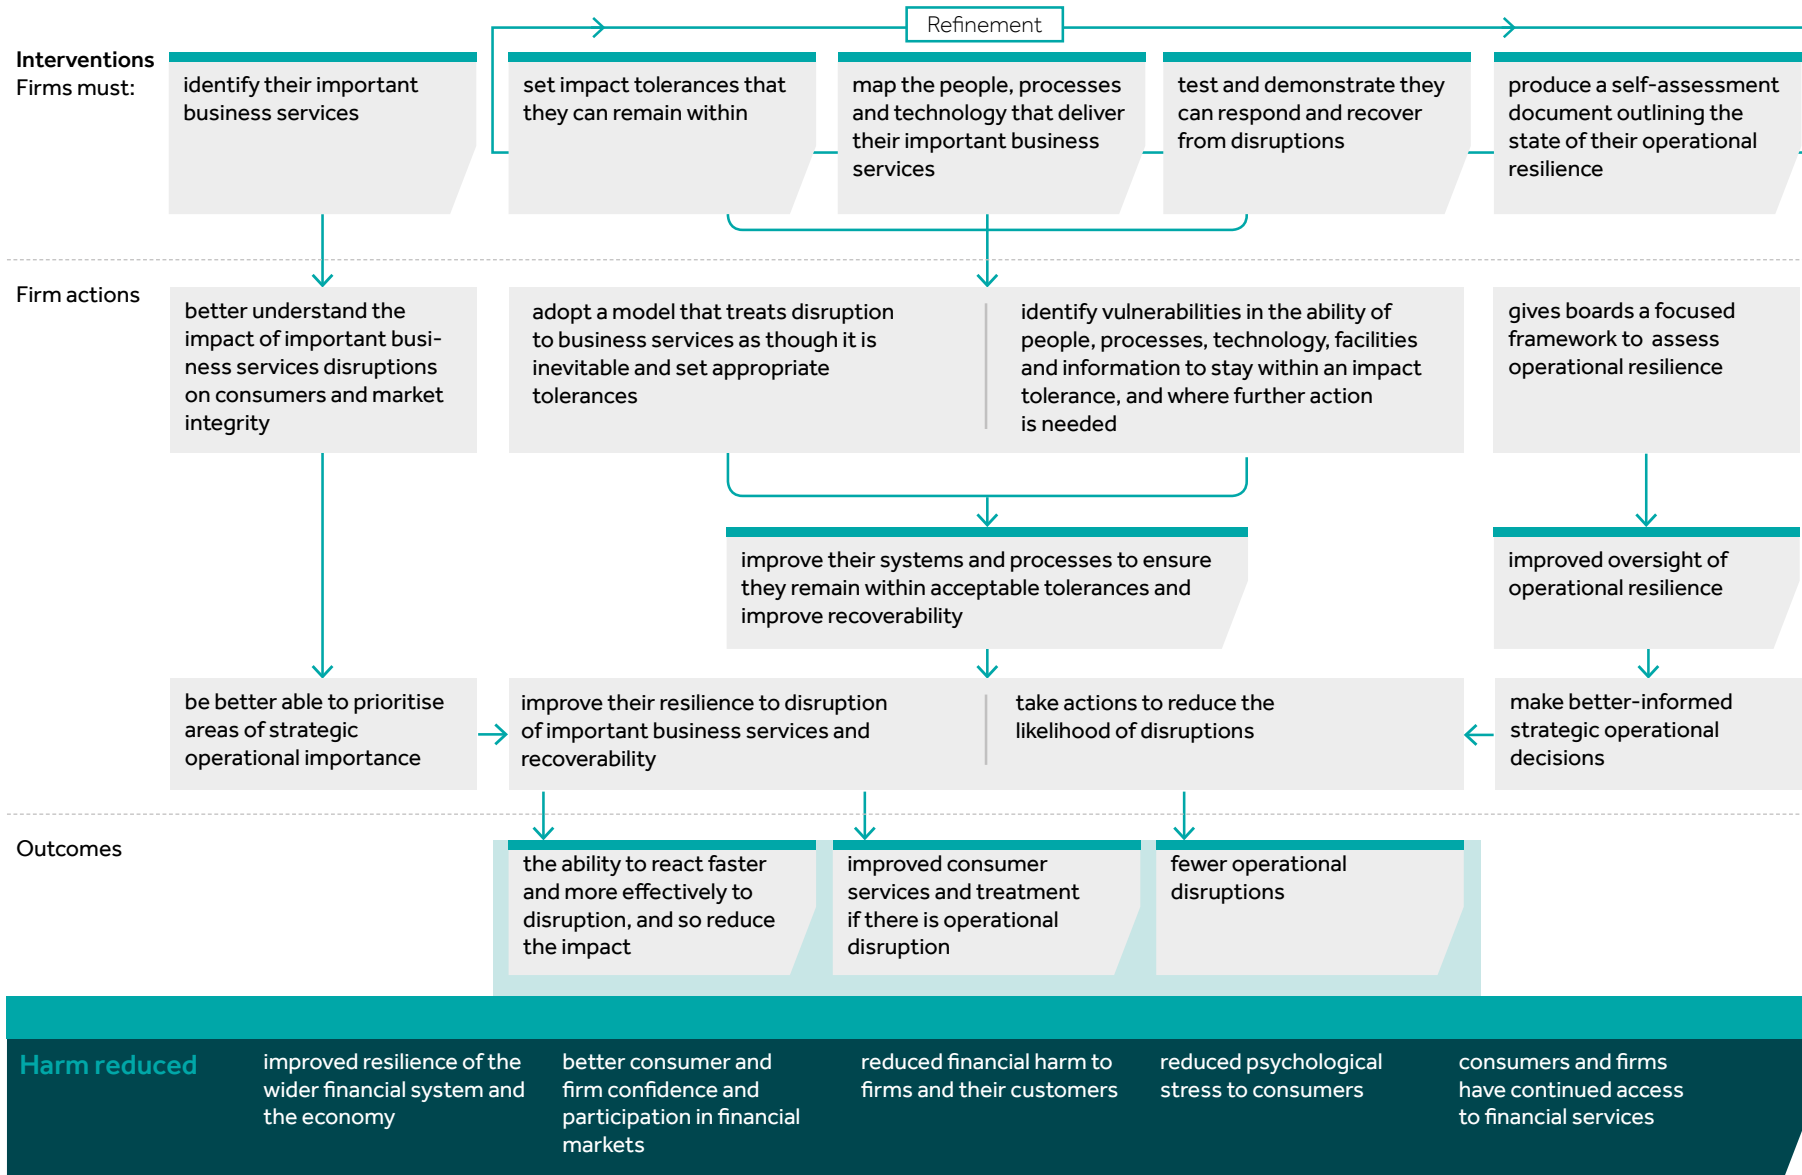 Refinement
Interventions
Firms must:
identify their important
business services
set impact tolerances that
they can remain within
map the people, processes
and technology that deliver
their important business
services
test and demonstrate they
can respond and recover
from disruptions
produce a self-assessment
document outlining the
state of their operational
resilience
Firm actions
better understand the
impact of important busi-
ness services disruptions
on consumers and market
integrity
adopt a model that treats disruption
to business services as though it is
inevitable and set appropriate
tolerances
identify vulnerabilities in the ability of
people, processes, technology, facilities
and information to stay within an impact
tolerance, and where further action
is needed
gives boards a focused
framework to assess
operational resilience
improve their systems and processes to ensure
they remain within acceptable tolerances and
improve recoverability
improved oversight of
operational resilience
be better able to prioritise
areas of strategic
operational importance
improve their resilience to disruption
of important business services and
recoverability
take actions to reduce the
likelihood of disruptions
make better-informed
strategic operational
decisions
Outcomes
the ability to react faster
and more effectively to
disruption, and so reduce
the impact
improved consumer
services and treatment
if there is operational
disruption
fewer operational
disruptions
Harm reduced
improved resilience of the
wider financial system and
the economy
better consumer and
firm confidence and
participation in financial
markets
reduced financial harm to
firms and their customers
reduced psychological
stress to consumers
consumers and firms
have continued access
to financial services